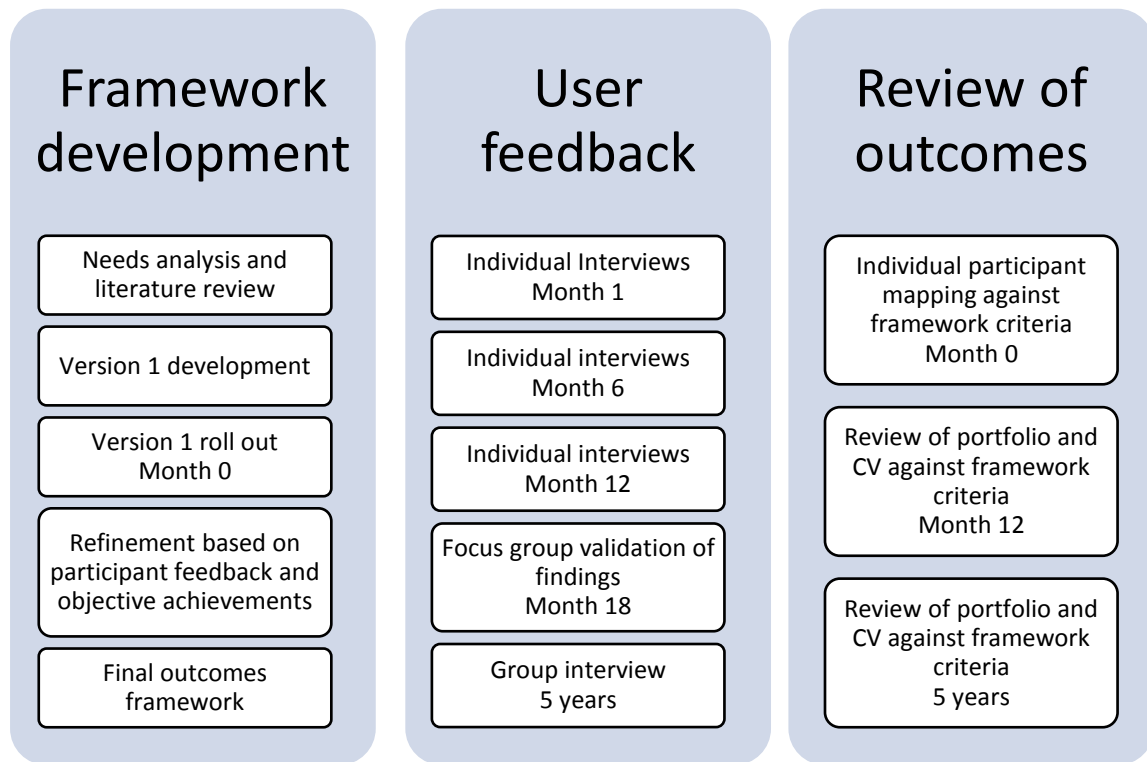 Framework
development
Needs analysis and
literature review
Version 1 development
Version 1 roll out
Month 0
Refinement based on
participant feedback and
objective achievements
Final outcomes
framework
User
feedback
Individual Interviews
Month 1
Individual interviews
Month 6
Individual interviews
Month 12
Focus group validation of
findings
Month 18
Group interview
5 years
Review of
outcomes
Individual participant
mapping against
framework criteria
Month 0
Review of portfolio and
CV against framework
criteria
Month 12
Review of portfolio and
CV against framework
criteria
5 years